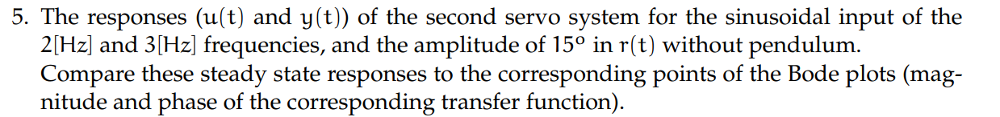 5. The responses (u(t) and y(t)) of the second servo system for the sinusoidal input of the
2[Hz] and 3[Hz] frequencies, and the amplitude of 15º in r(t) without pendulum.
Compare these steady state responses to the corresponding points of the Bode plots (mag-
nitude and phase of the corresponding transfer function).